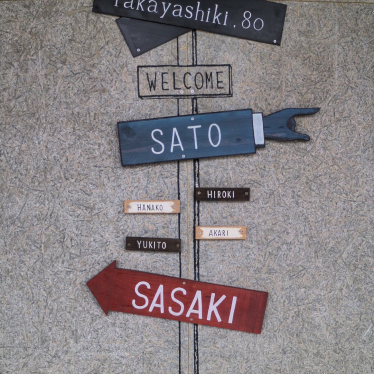 Takayashiki.80
WELCOME
SATO
HIROKI
HANAKO
AKARI
YUKITO
SASAKI